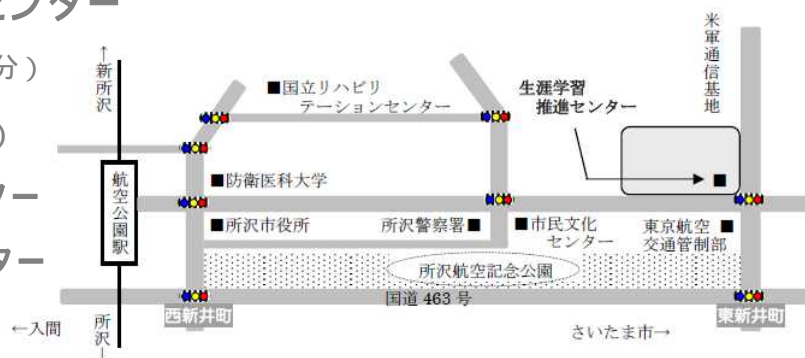 センター
分）
）
ター
ター
↑新所沢
航空公園駅
←入間
所沢↓
■国立リハビリ
テーションセンター
生涯学習
推進センター
米軍通信基地
■
■防衛医科大学
■所沢市役所
所沢警察署■
■市民文化
センター
東京航空■
交通管制部
所沢航空記念公園
国道 463 号
西新井町
東新井町
さいたま市→